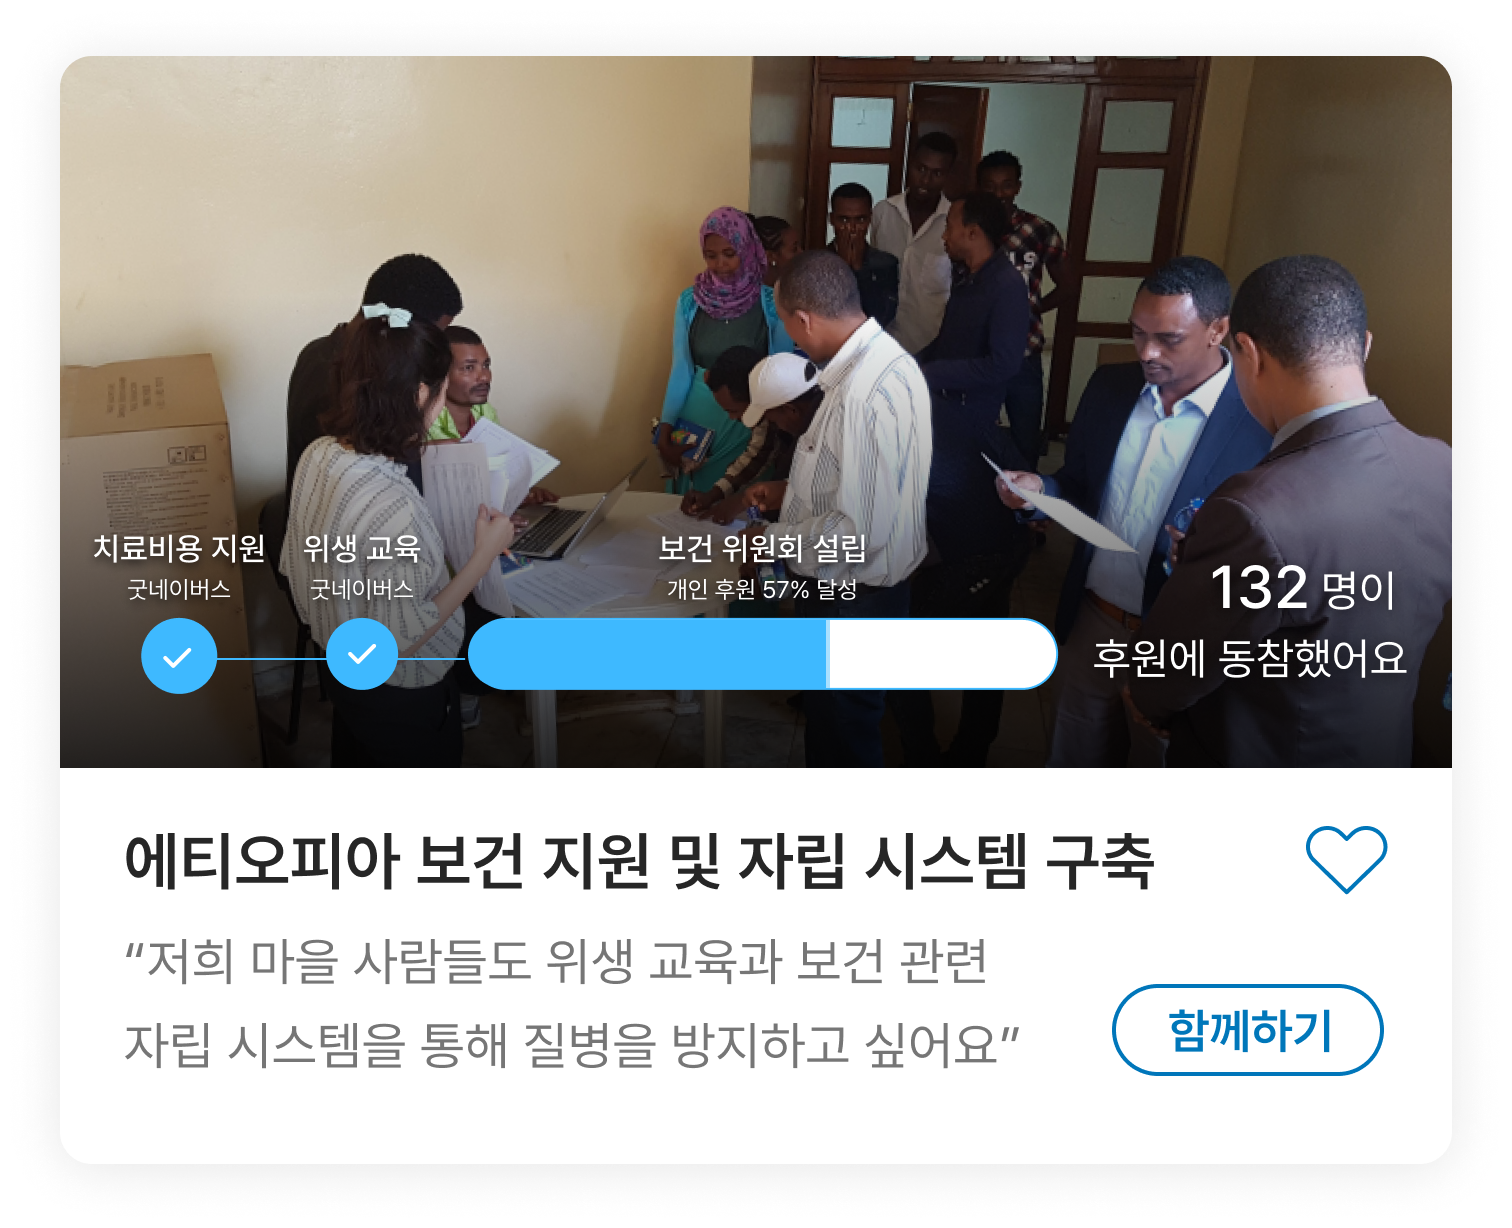 치료비용 지원
굿네이버스
위생 교육
굿네이버스
보건 위원회 설립
개인 후원 57% 달성
132 명이
후원에 동참했어요
에티오피아 보건 지원 및 자립 시스템 구축
“저희 마을 사람들도 위생 교육과 보건 관련
자립 시스템을 통해 질병을 방지하고 싶어요”
함께하기